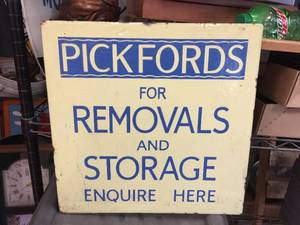 PICKFORDS
FOR
REMOVALS
AND
STORAGE
ENQUIRE HERE